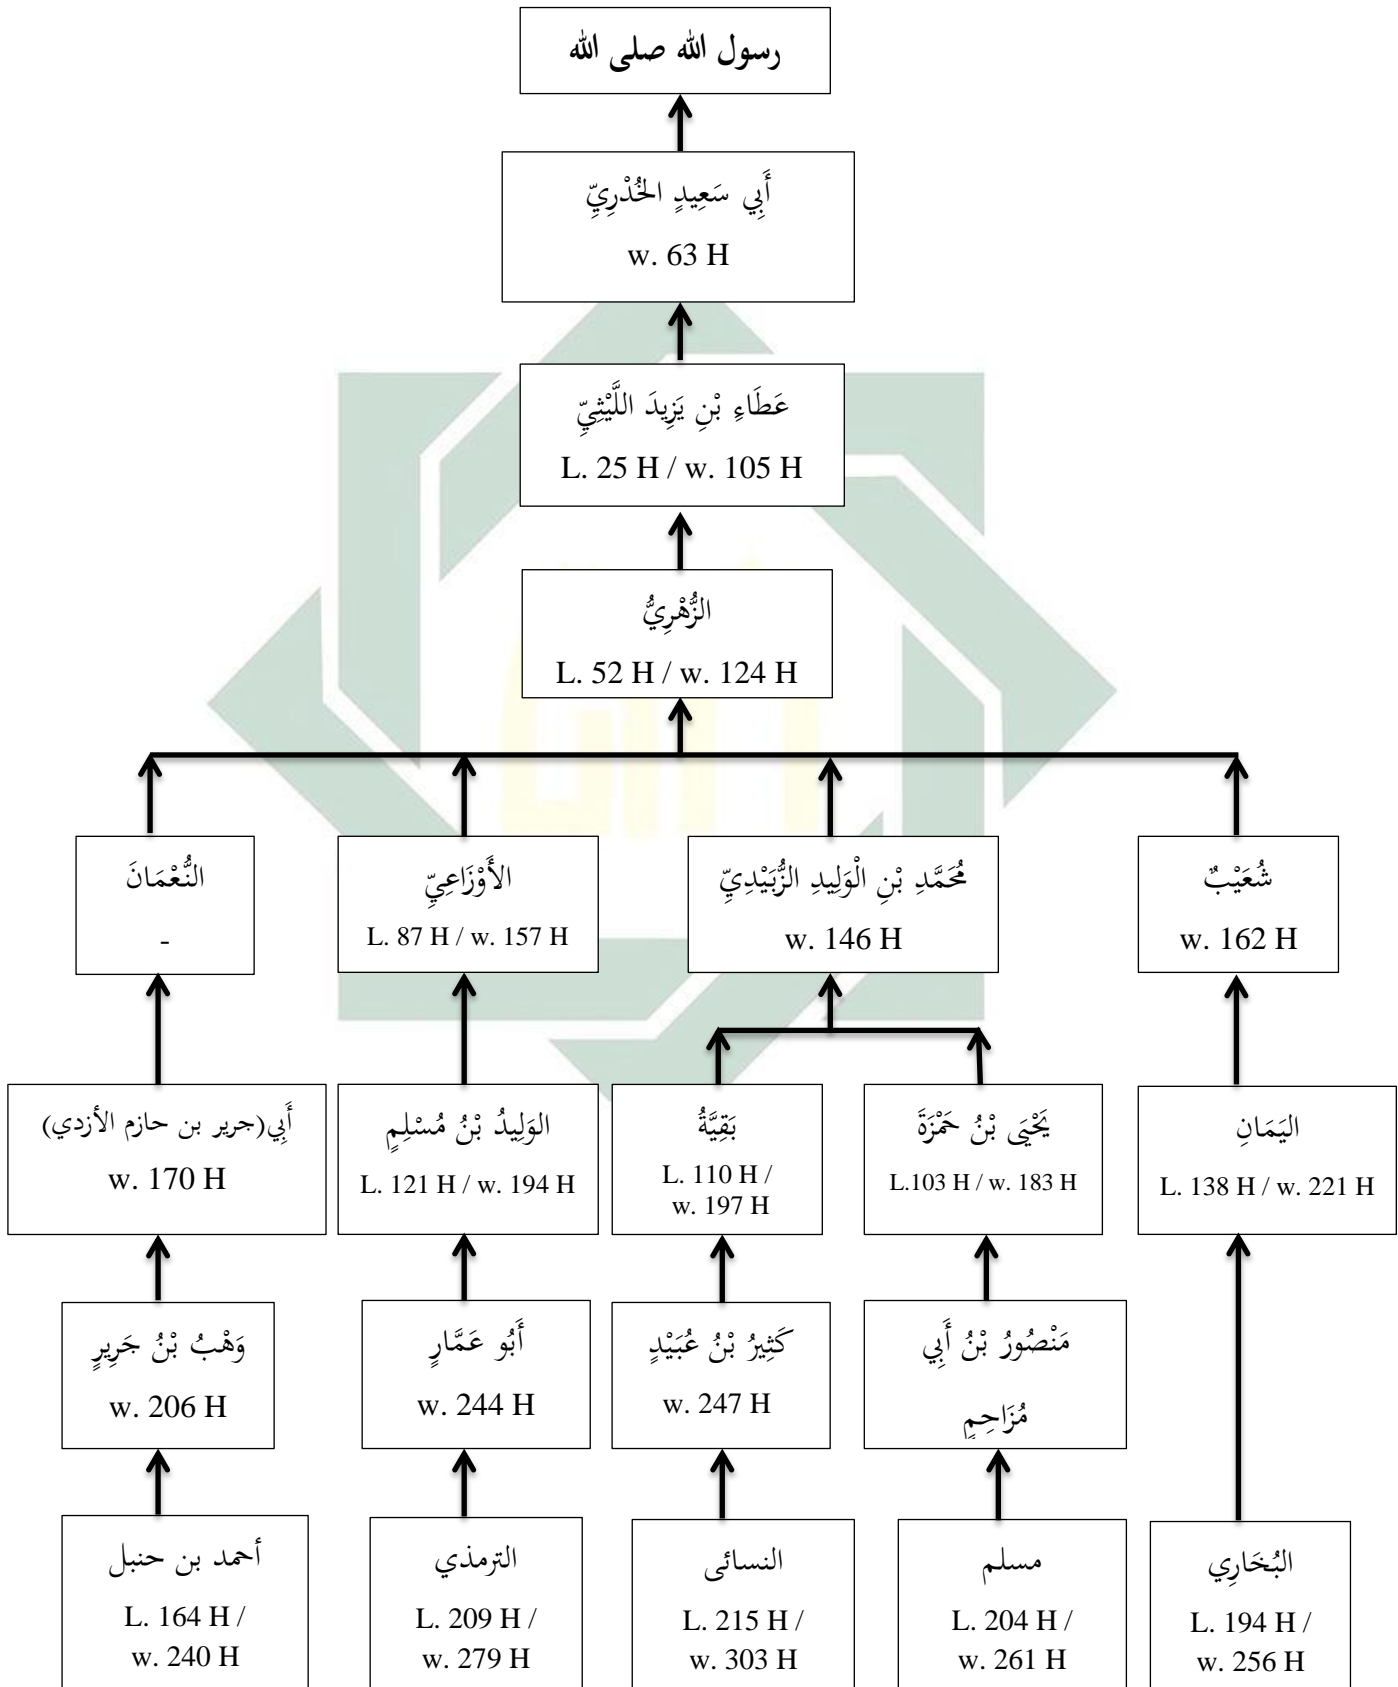 رسول الله صلى الله
أَبِي سَعِيدٍ الخُدْرِيِّ
w. 63 H
عَطَاءِ بْنِ يَزِيدَ اللَّيْثِيِّ
L. 25 H / w. 105 H
الزُّهْرِيُّ
L. 52 H / w. 124 H
النُّعْمَانَ
-
الأَوْزَاعِيِّ
L. 87 H / w. 157 H
مُحَمَّدِ بْنِ الْوَلِيدِ الزُّبَيْدِيِّ
w. 146 H
شُعَيْبٌ
w. 162 H
أَبِي(جرير بن حازم الأزدي)
w. 170 H
الوَلِيدُ بْنُ مُسْلِمٍ
L. 121 H / w. 194 H
بَقِيَّةُ
L. 110 H /
w. 197 H
يَحْيَى بْنُ حَمْزَةَ
L.103 H / w. 183 H
اليَمَانِ
L. 138 H / w. 221 H
وَهْبُ بْنُ جَرِيرٍ
w. 206 H
أَبُو عَمَّارٍ
w. 244 H
كَثِيرُ بْنُ عُبَيْدٍ
w. 247 H
مَنْصُورُ بْنُ أَبِي
مُزَاحِمٍ
أحمد بن حنبل
L. 164 H /
w. 240 H
الترمذي
L. 209 H /
w. 279 H
النسائى
L. 215 H /
w. 303 H
مسلم
L. 204 H /
w. 261 H
البُخَارِي
L. 194 H /
w. 256 H